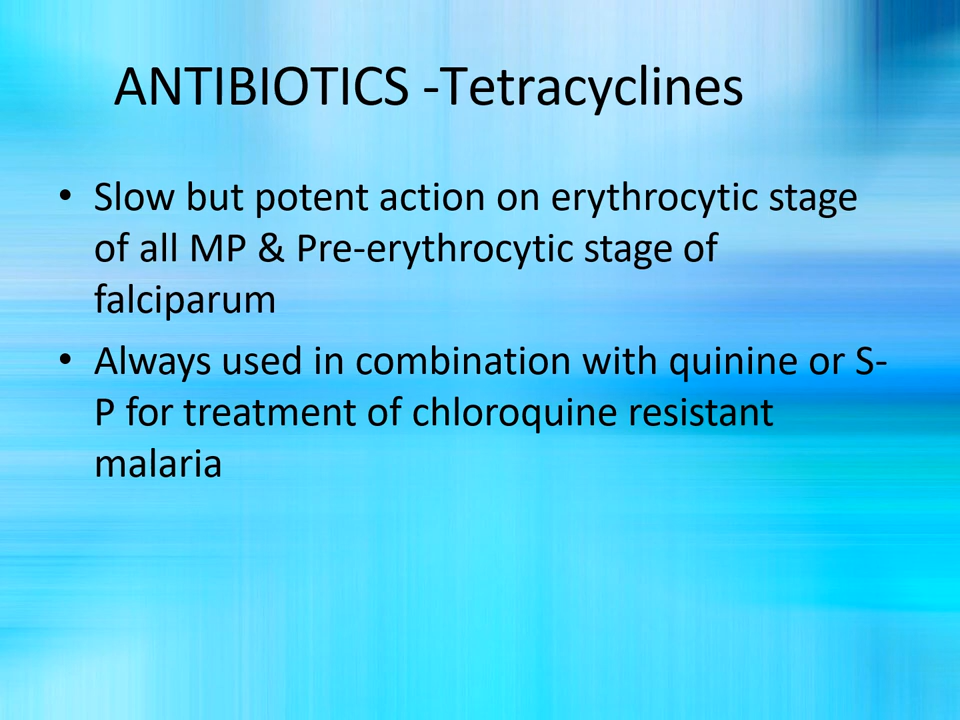 ANTIBIOTICS -Tetracyclines
• Slow but potent action on erythrocytic stage
of all MP & Pre-erythrocytic stage of
falciparum
• Always used in combination with quinine or S-
P for treatment of chloroquine resistant
malaria